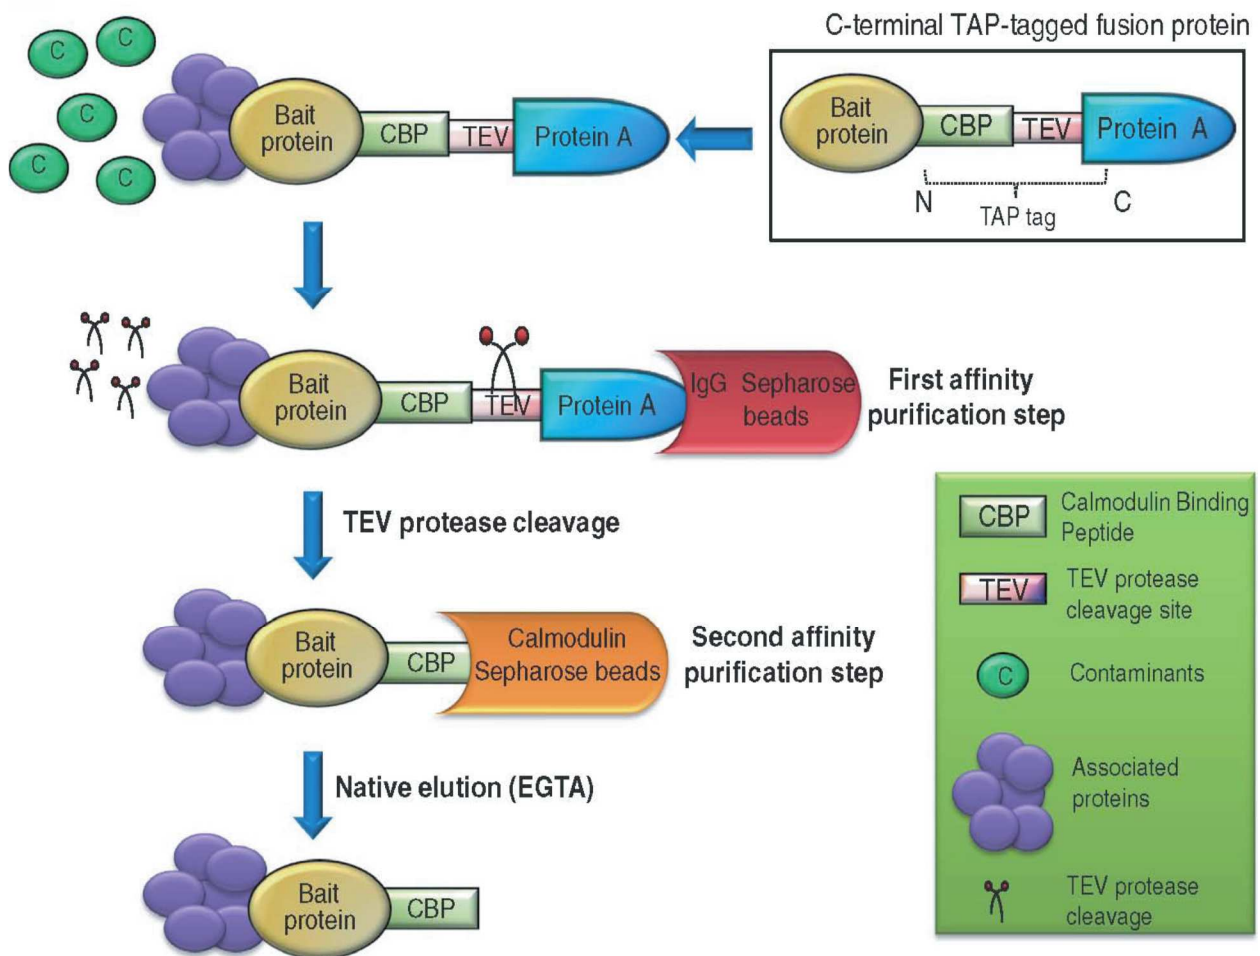 C-terminal TAP-tagged fusion protein
Bait
protein
CBP
TEV
Protein A
N
C
TAP tag
C
C
C
C
C
Bait
protein
CBP
TEV
Protein A
Bait
protein
CBP
TEV
Protein A
IgG Sepharose
beads
First affinity
purification step
TEV protease cleavage
Bait
protein
CBP
Calmodulin
Sepharose beads
Second affinity
purification step
Native elution (EGTA)
Bait
protein
CBP
CBP
Calmodulin Binding
Peptide
TEV
TEV protease
cleavage site
C
Contaminants
Associated
proteins
TEV protease
cleavage